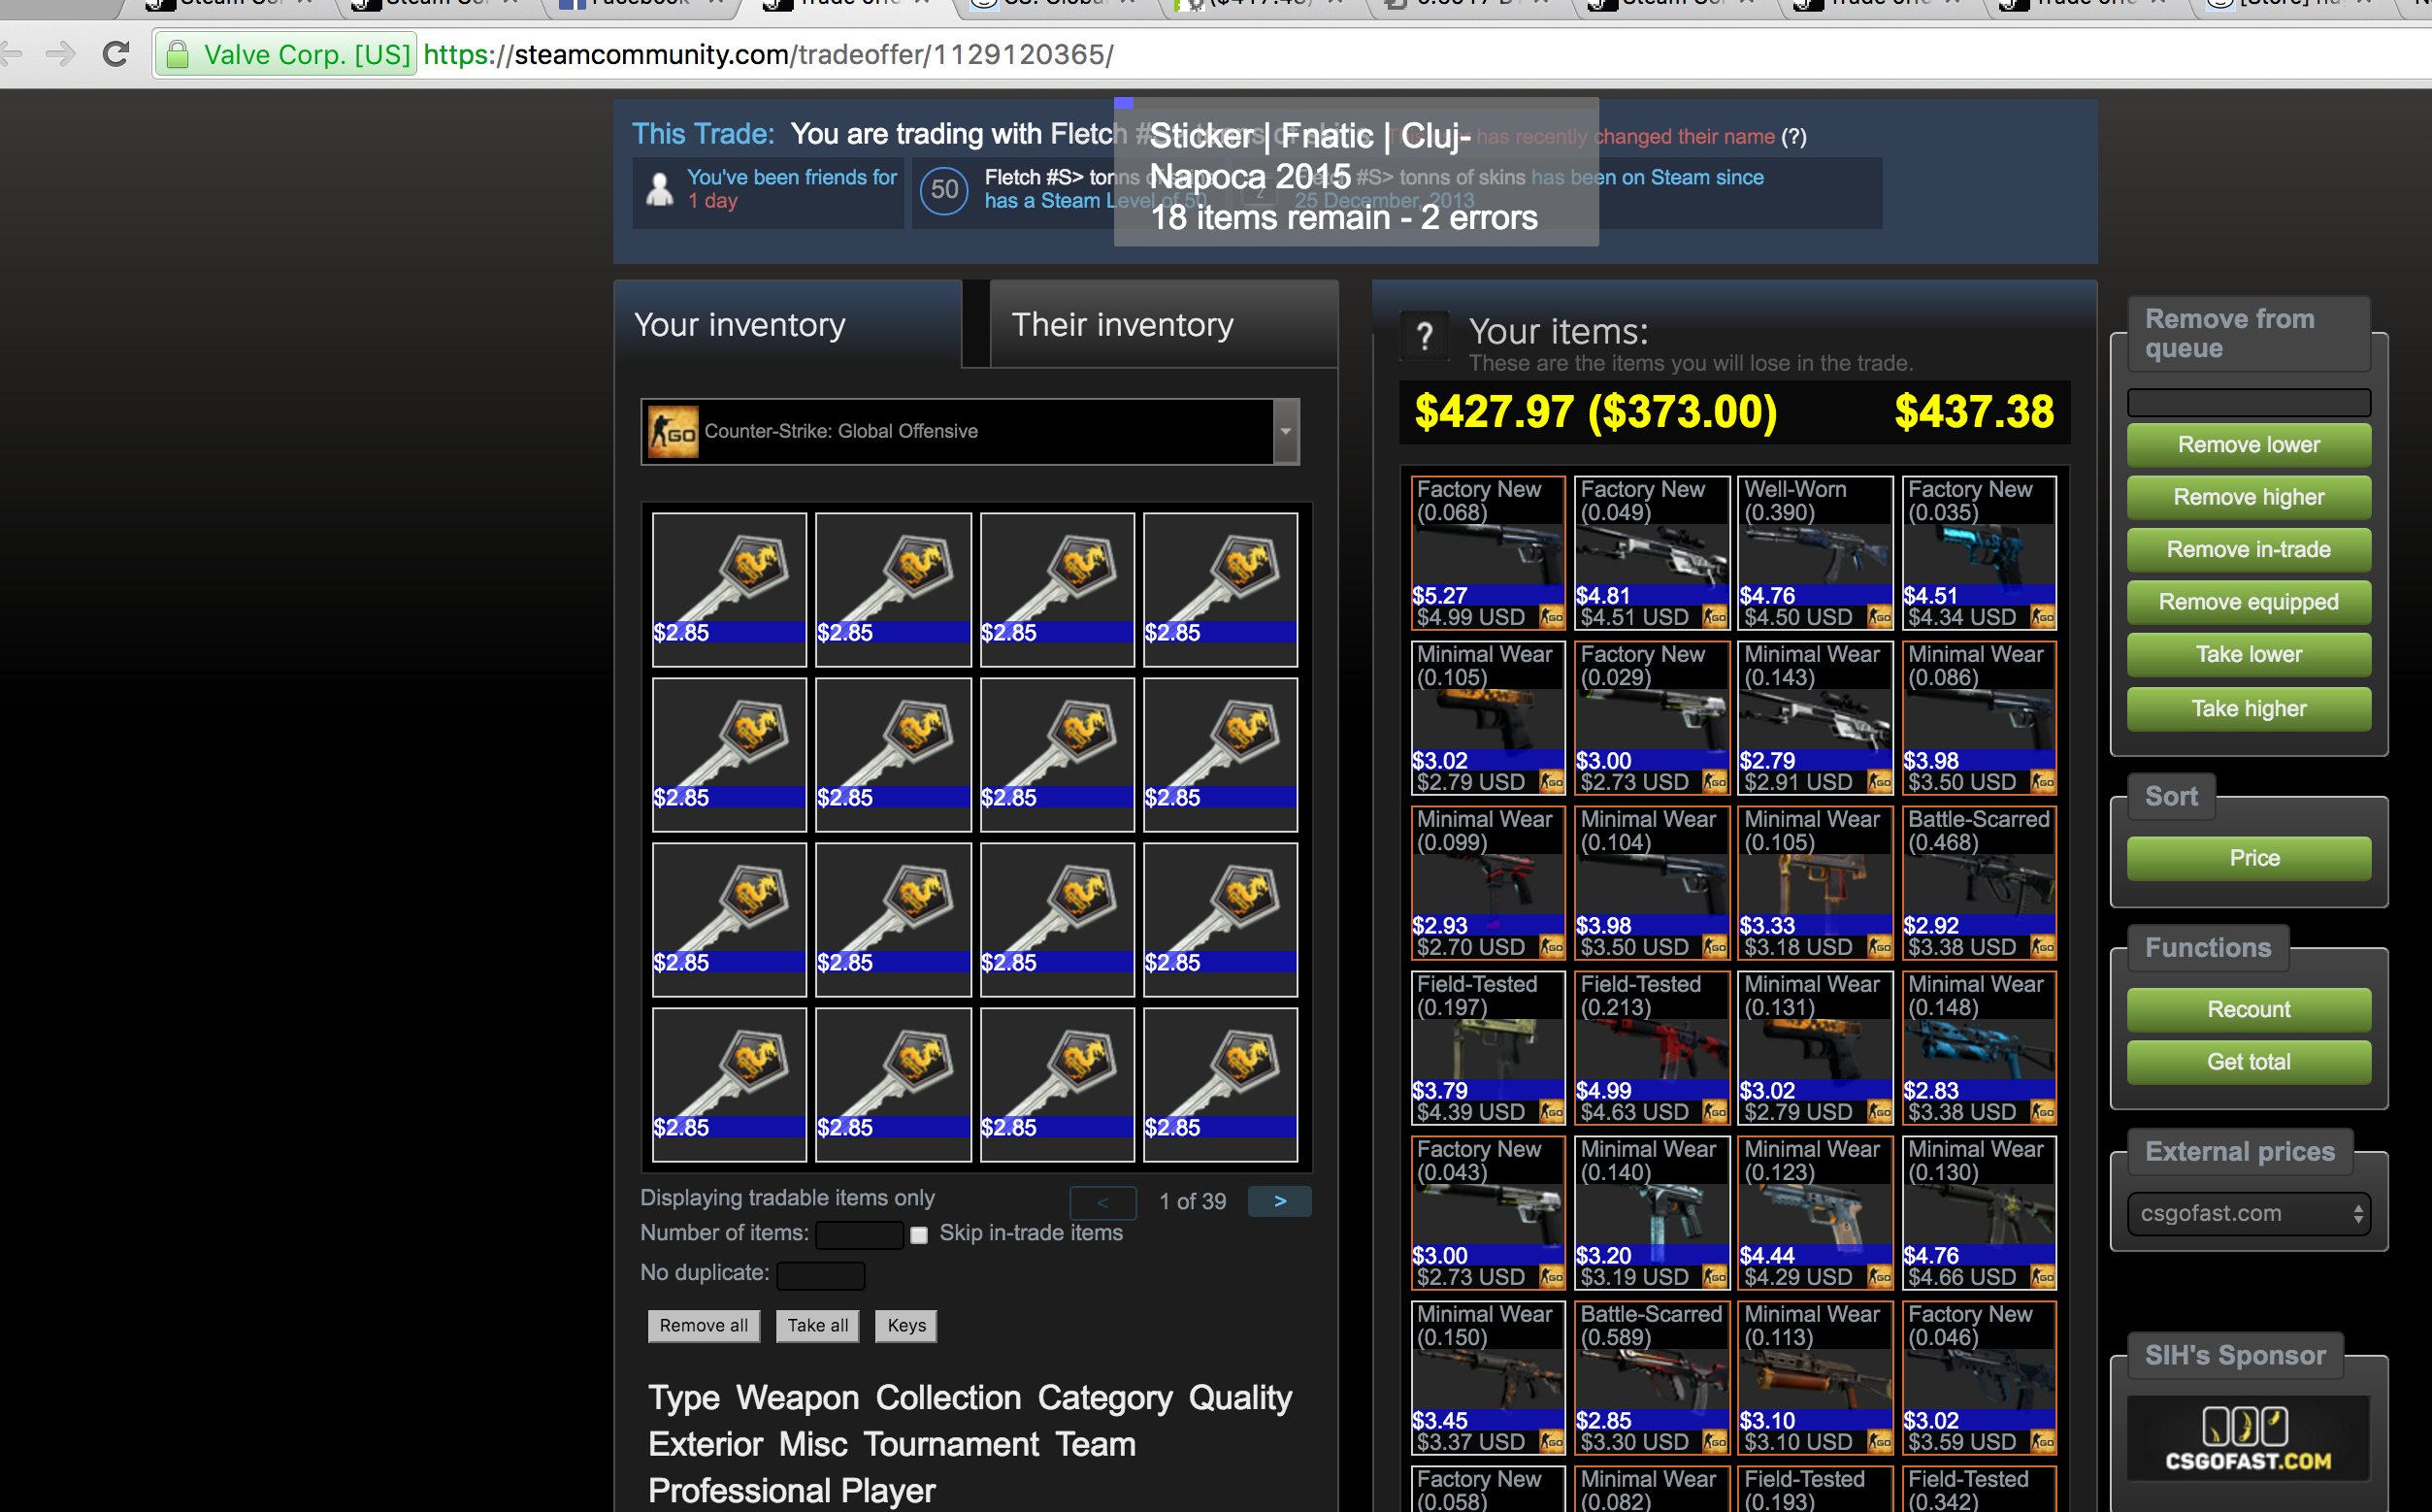 Valve Corp. [US] https://steamcommunity.com/tradeoffer/1129120365/
This Trade: You are trading with Fletch
has recently changed their name (?)
Sticker | Fnatic | Cluj-
Napoca 2015
18 items remain - 2 errors
You've been friends for
1 day
50
Fletch #S> tonns of skins
has a Steam Level of 50
#S> tonns of skins has been on Steam since
25 December, 2013
Your inventory
Their inventory
Counter-Strike: Global Offensive
$2.85 $2.85 $2.85 $2.85
$2.85 $2.85 $2.85 $2.85
$2.85 $2.85 $2.85 $2.85
$2.85 $2.85 $2.85 $2.85
Displaying tradable items only
< 1 of 39 >
Number of items: Skip in-trade items
No duplicate:
Remove all Take all Keys
Type Weapon Collection Category Quality
Exterior Misc Tournament Team
Professional Player
? Your items:
These are the items you will lose in the trade.
$427.97 ($373.00) $437.38
Factory New Factory New Well-Worn Factory New
(0.068) (0.049) (0.390) (0.035)
$5.27 $4.81 $4.76 $4.51
$4.99 USD $4.51 USD $4.50 USD $4.34 USD
Minimal Wear Factory New Minimal Wear Minimal Wear
(0.105) (0.029) (0.143) (0.086)
$3.02 $3.00 $2.79 $3.98
$2.79 USD $2.73 USD $2.91 USD $3.50 USD
Minimal Wear Minimal Wear Minimal Wear Battle-Scarred
(0.099) (0.104) (0.105) (0.468)
$2.93 $3.98 $3.33 $2.92
$2.70 USD $3.50 USD $3.18 USD $3.38 USD
Field-Tested Field-Tested Minimal Wear Minimal Wear
(0.197) (0.213) (0.131) (0.148)
$3.79 $4.99 $3.02 $2.83
$4.39 USD $4.63 USD $2.79 USD $3.38 USD
Factory New Minimal Wear Minimal Wear Minimal Wear
(0.043) (0.140) (0.123) (0.130)
$3.00 $3.20 $4.44 $4.76
$2.73 USD $3.19 USD $4.29 USD $4.66 USD
Minimal Wear Battle-Scarred Minimal Wear Factory New
(0.150) (0.589) (0.113) (0.046)
$3.45 $2.85 $3.10 $3.02
$3.37 USD $3.30 USD $3.10 USD $3.59 USD
Factory New Minimal Wear Field-Tested Field-Tested
(0.058) (0.082) (0.193) (0.342)
Remove from
queue
Remove lower
Remove higher
Remove in-trade
Remove equipped
Take lower
Take higher
Sort
Price
Functions
Recount
Get total
External prices
csgofast.com
SIH's Sponsor
CSGOFAST.COM